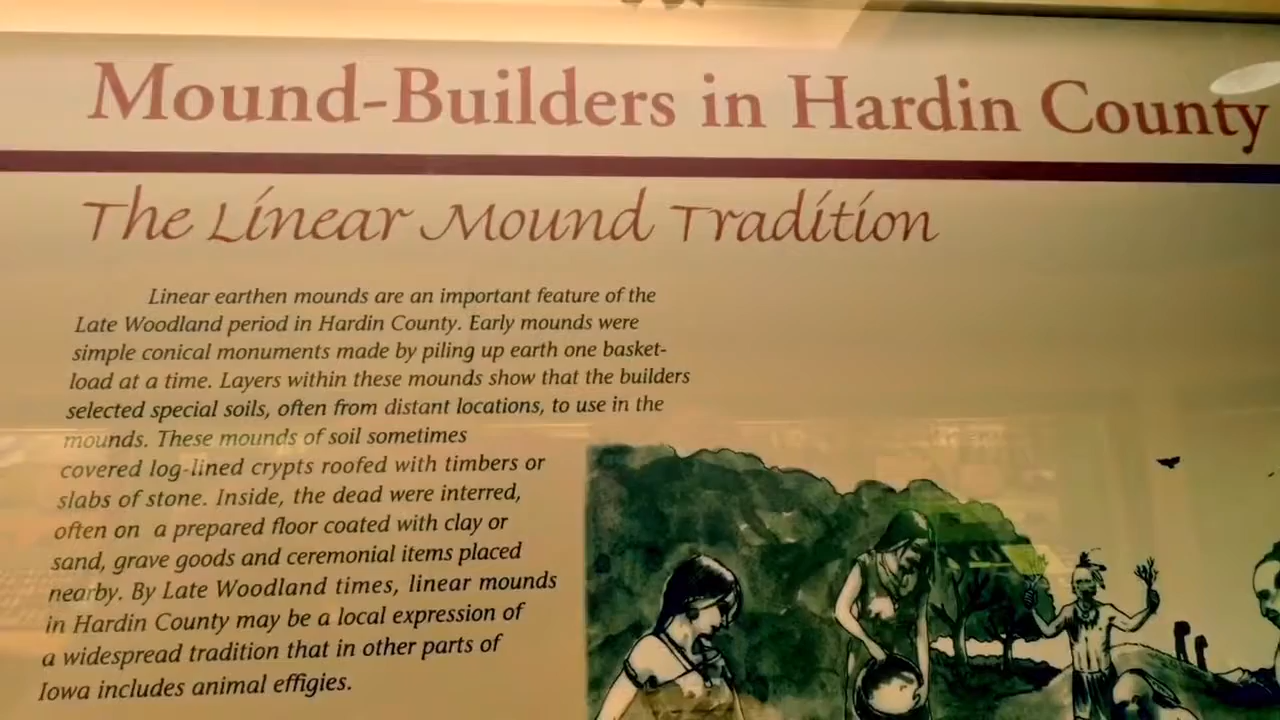 Mound-Builders in Hardin County
The Linear Mound Tradition
Linear earthen mounds are an important feature of the
Late Woodland period in Hardin County. Early mounds were
simple conical monuments made by piling up earth one basket-
load at a time. Layers within these mounds show that the builders
selected special soils, often from distant locations, to use in the
mounds. These mounds of soil sometimes
covered log-lined crypts roofed with timbers or
slabs of stone. Inside, the dead were interred,
often on a prepared floor coated with clay or
sand, grave goods and ceremonial items placed
nearby. By Late Woodland times, linear mounds
in Hardin County may be a local expression of
a widespread tradition that in other parts of
Iowa includes animal effigies.